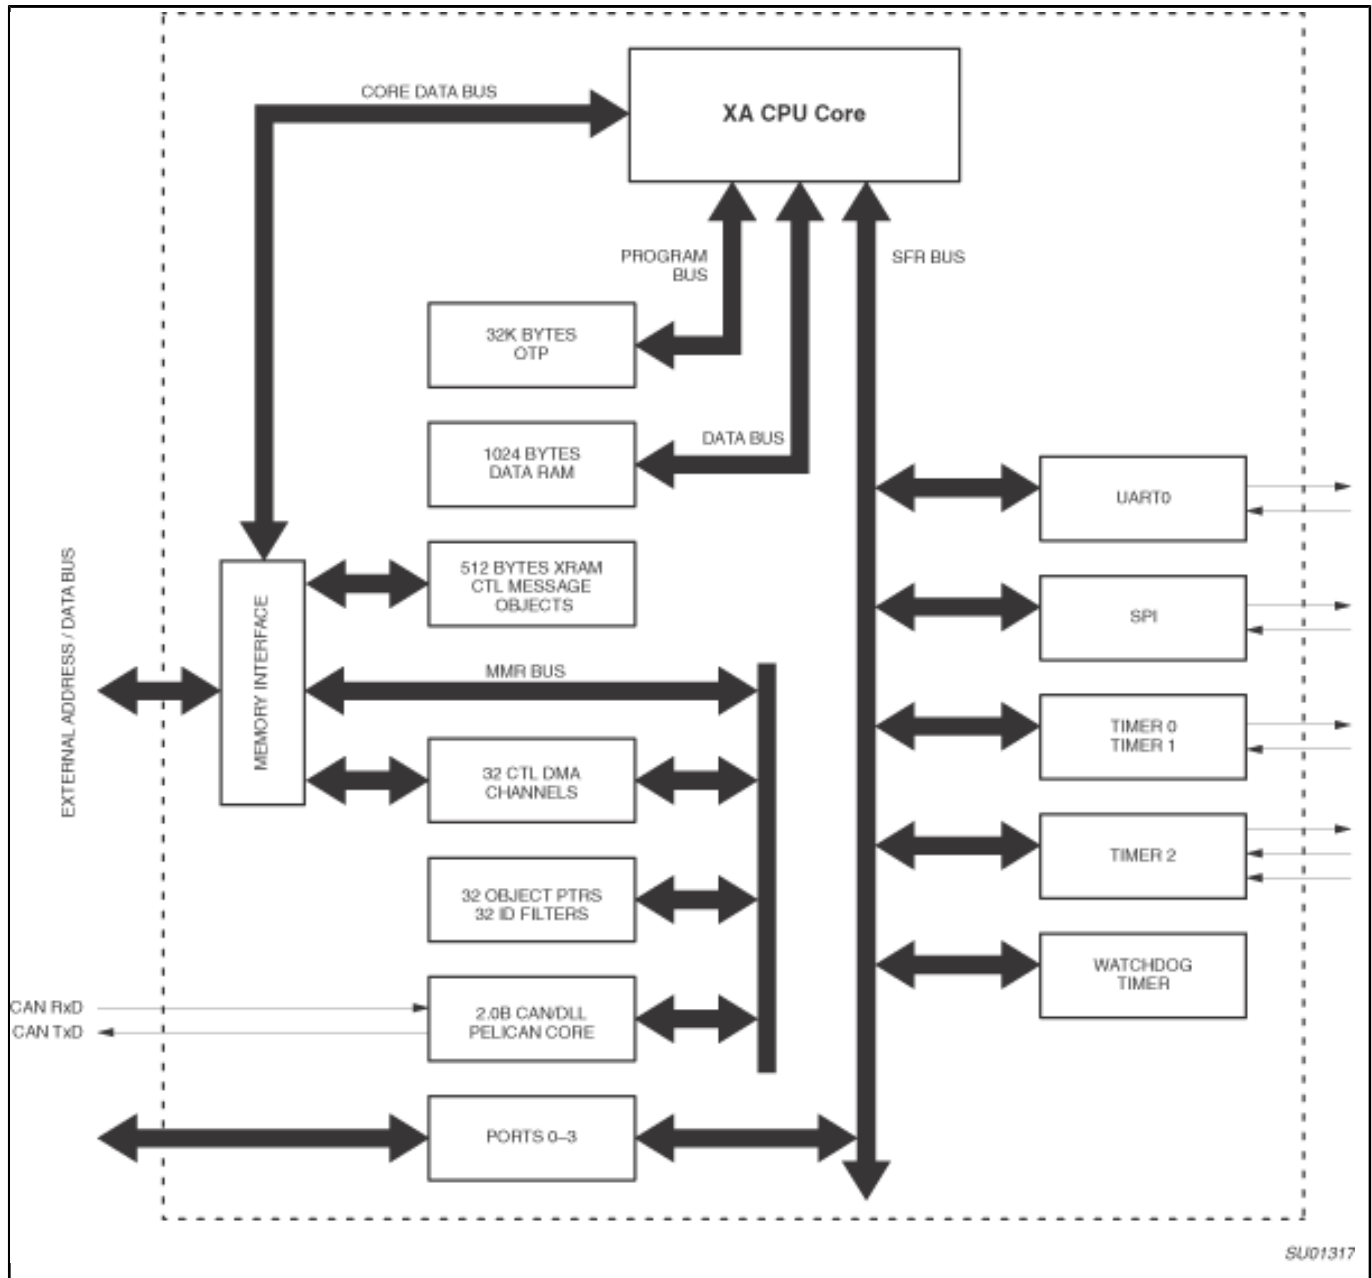 CORE DATA BUS
XA CPU Core
PROGRAM
BUS
SFR BUS
32K BYTES
OTP
DATA BUS
1024 BYTES
DATA RAM
UART0
512 BYTES XRAM
CTL MESSAGE
OBJECTS
SPI
EXTERNAL ADDRESS / DATA BUS
MEMORY INTERFACE
MMR BUS
TIMER 0
TIMER 1
32 CTL DMA
CHANNELS
TIMER 2
32 OBJECT PTRS
32 ID FILTERS
WATCHDOG
TIMER
CAN RxD
CAN TxD
2.0B CAN/DLL
PELICAN CORE
PORTS 0–3
SU01317